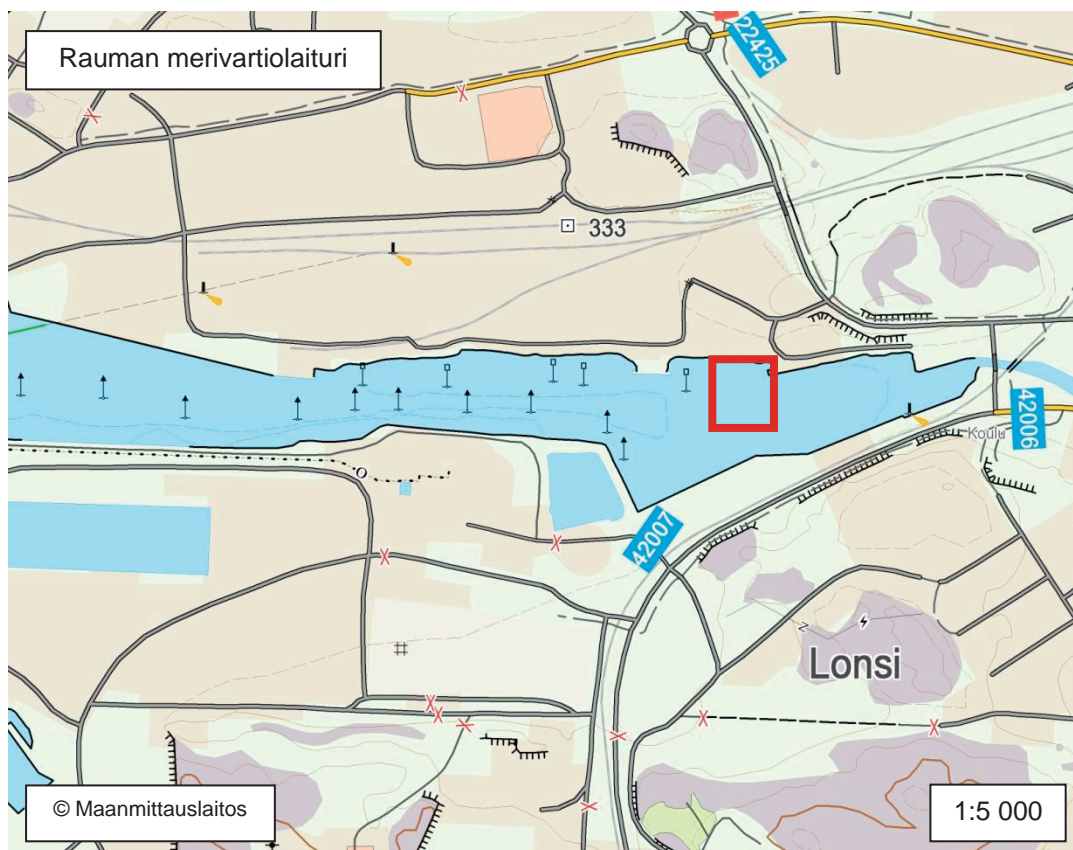 Rauman merivartiolaituri
22425
333
Koulu
42006
42007
Lonsi
© Maanmittauslaitos
1:5 000